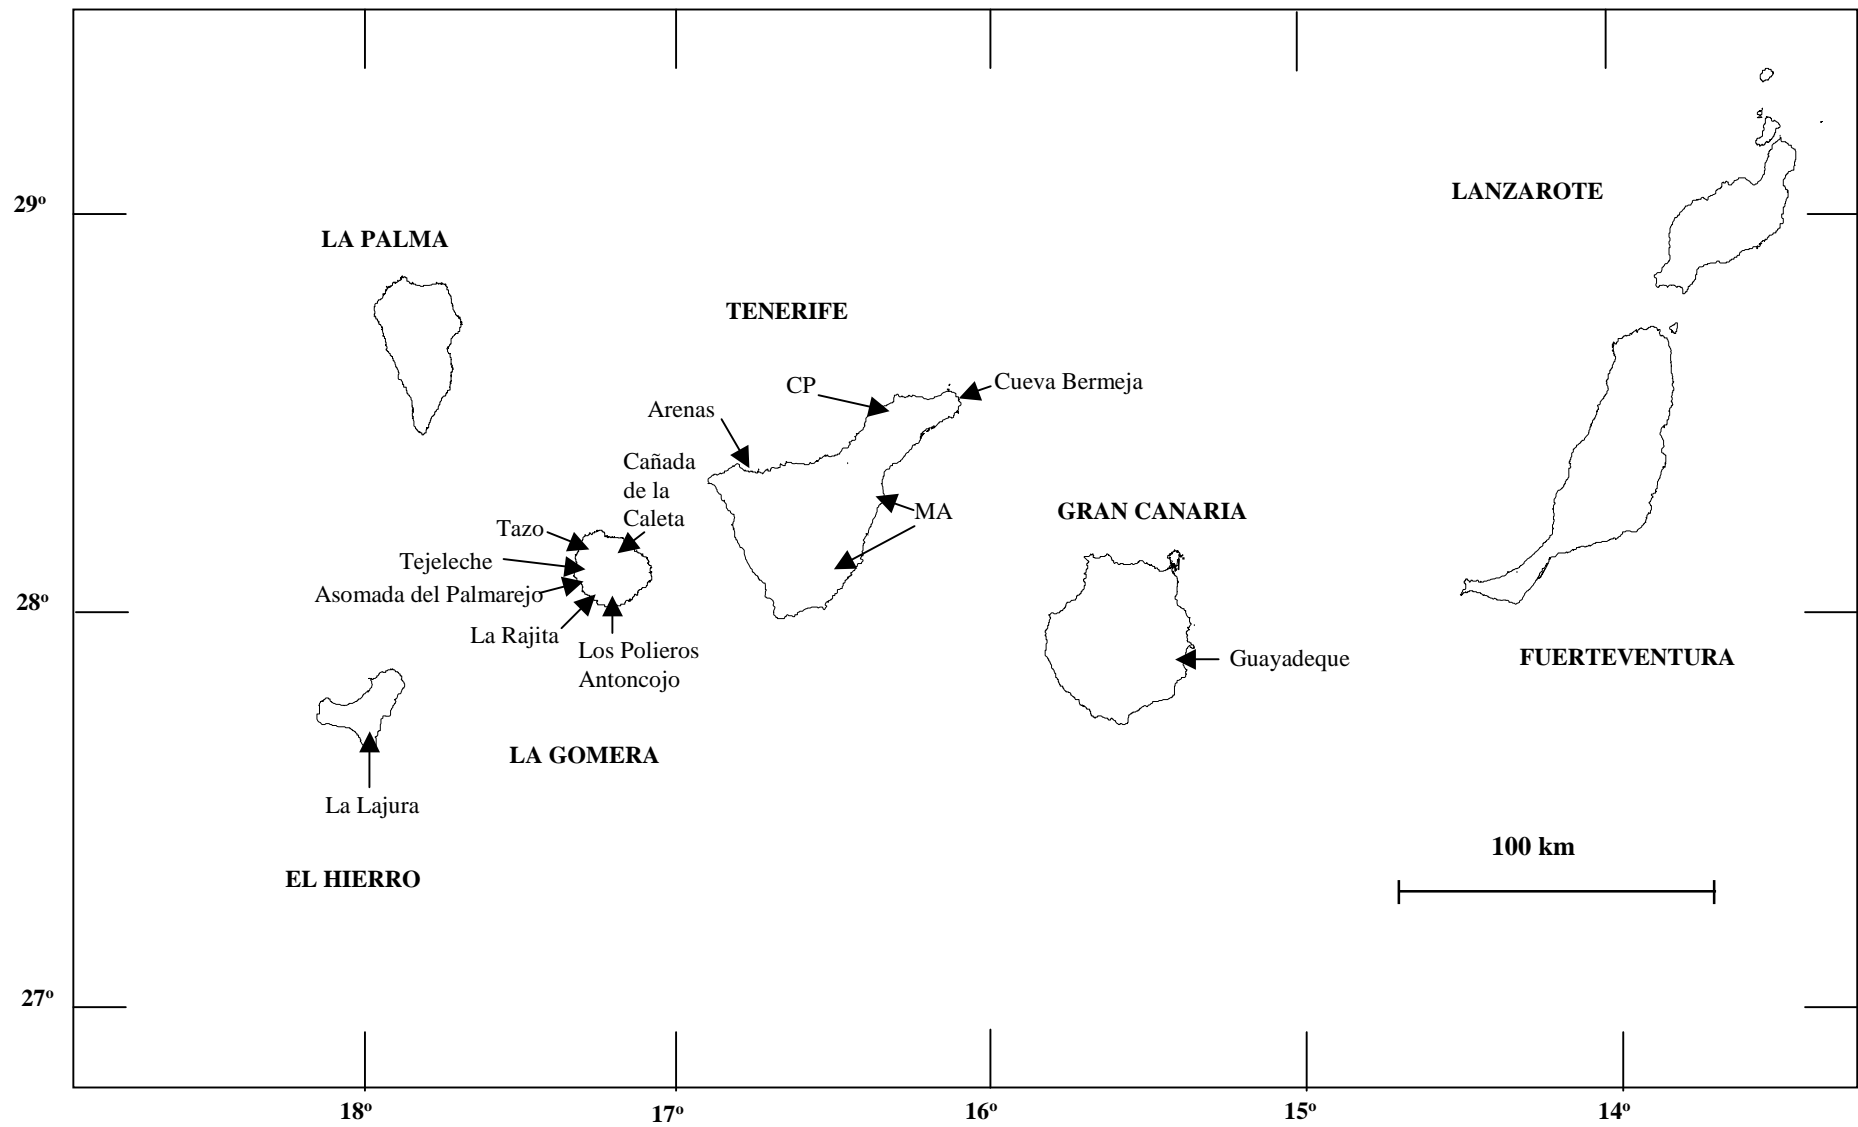 29º
LANZAROTE
LA PALMA
TENERIFE
CP
Cueva Bermeja
Arenas
Cañada
de la
Caleta
MA
GRAN CANARIA
Tazo
Tejeleche
Asomada del Palmarejo
28º
La Rajita
Los Polieros
Antoncojo
Guayadeque
FUERTEVENTURA
LA GOMERA
La Lajura
100 km
EL HIERRO
27º
18º
17º
16º
15º
14º